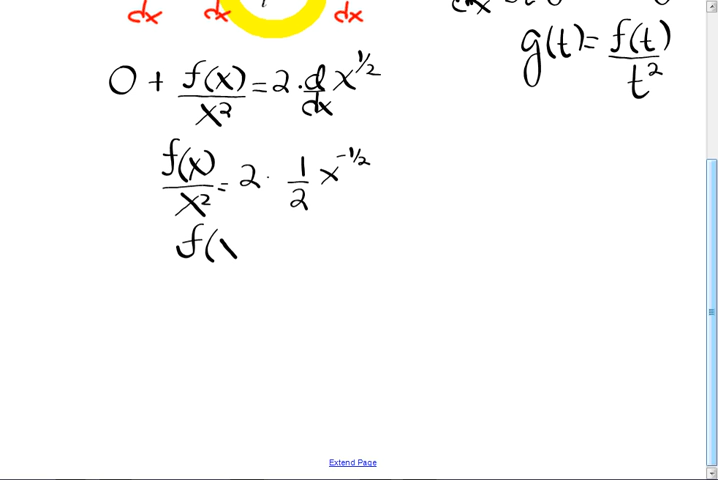 dx dx dx
g(t) = f(t)/t²
0 + f(x)/x² = 2 · d/dx x^1/2
f(x)/x² = 2 · 1/2 x^-1/2
f(
Extend Page